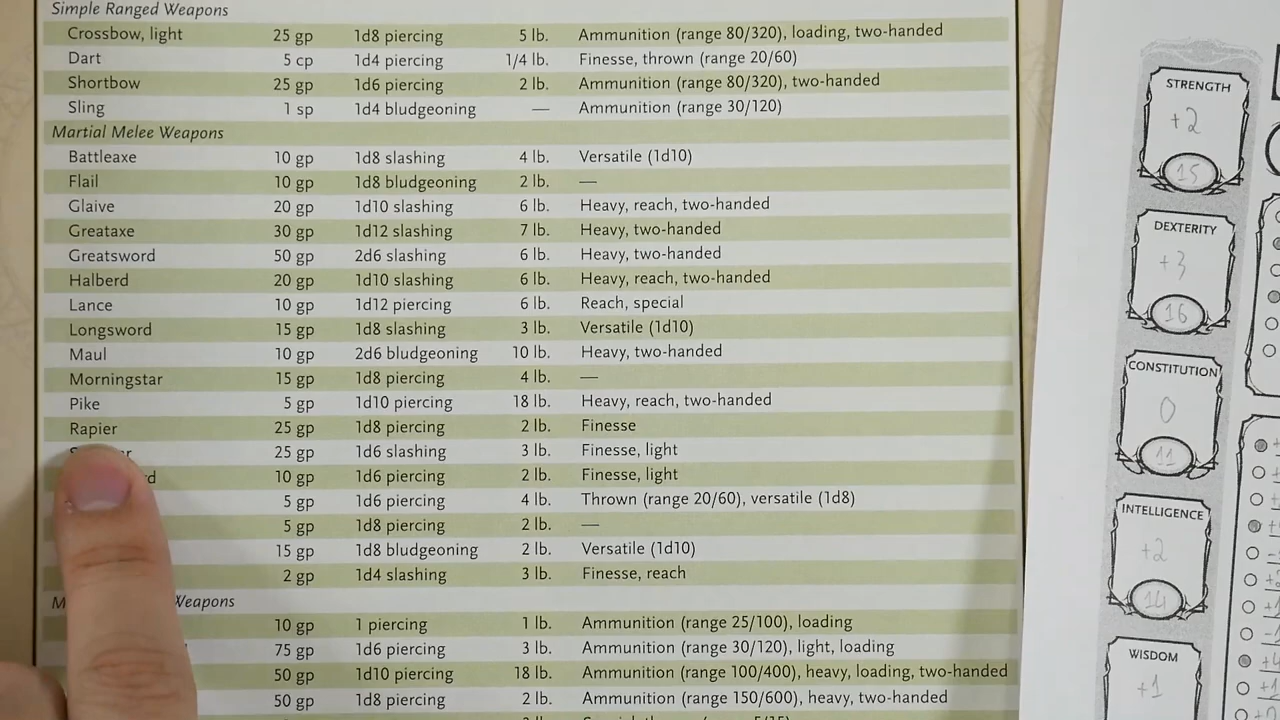 Simple Ranged Weapons
Crossbow, light 25 gp 1d8 piercing 5 lb. Ammunition (range 80/320), loading, two-handed
Dart 5 cp 1d4 piercing 1/4 lb. Finesse, thrown (range 20/60)
Shortbow 25 gp 1d6 piercing 2 lb. Ammunition (range 80/320), two-handed
Sling 1 sp 1d4 bludgeoning — Ammunition (range 30/120)
Martial Melee Weapons
Battleaxe 10 gp 1d8 slashing 4 lb. Versatile (1d10)
Flail 10 gp 1d8 bludgeoning 2 lb. —
Glaive 20 gp 1d10 slashing 6 lb. Heavy, reach, two-handed
Greataxe 30 gp 1d12 slashing 7 lb. Heavy, two-handed
Greatsword 50 gp 2d6 slashing 6 lb. Heavy, two-handed
Halberd 20 gp 1d10 slashing 6 lb. Heavy, reach, two-handed
Lance 10 gp 1d12 piercing 6 lb. Reach, special
Longsword 15 gp 1d8 slashing 3 lb. Versatile (1d10)
Maul 10 gp 2d6 bludgeoning 10 lb. Heavy, two-handed
Morningstar 15 gp 1d8 piercing 4 lb. —
Pike 5 gp 1d10 piercing 18 lb. Heavy, reach, two-handed
Rapier 25 gp 1d8 piercing 2 lb. Finesse
25 gp 1d6 slashing 3 lb. Finesse, light
10 gp 1d6 piercing 2 lb. Finesse, light
5 gp 1d6 piercing 4 lb. Thrown (range 20/60), versatile (1d8)
5 gp 1d8 piercing 2 lb. —
15 gp 1d8 bludgeoning 2 lb. Versatile (1d10)
2 gp 1d4 slashing 3 lb. Finesse, reach
Weapons
10 gp 1 piercing 1 lb. Ammunition (range 25/100), loading
75 gp 1d6 piercing 3 lb. Ammunition (range 30/120), light, loading
50 gp 1d10 piercing 18 lb. Ammunition (range 100/400), heavy, loading, two-handed
50 gp 1d8 piercing 2 lb. Ammunition (range 150/600), heavy, two-handed
STRENGTH
+2
15
DEXTERITY
+3
16
CONSTITUTION
0
11
INTELLIGENCE
+2
14
WISDOM
+1